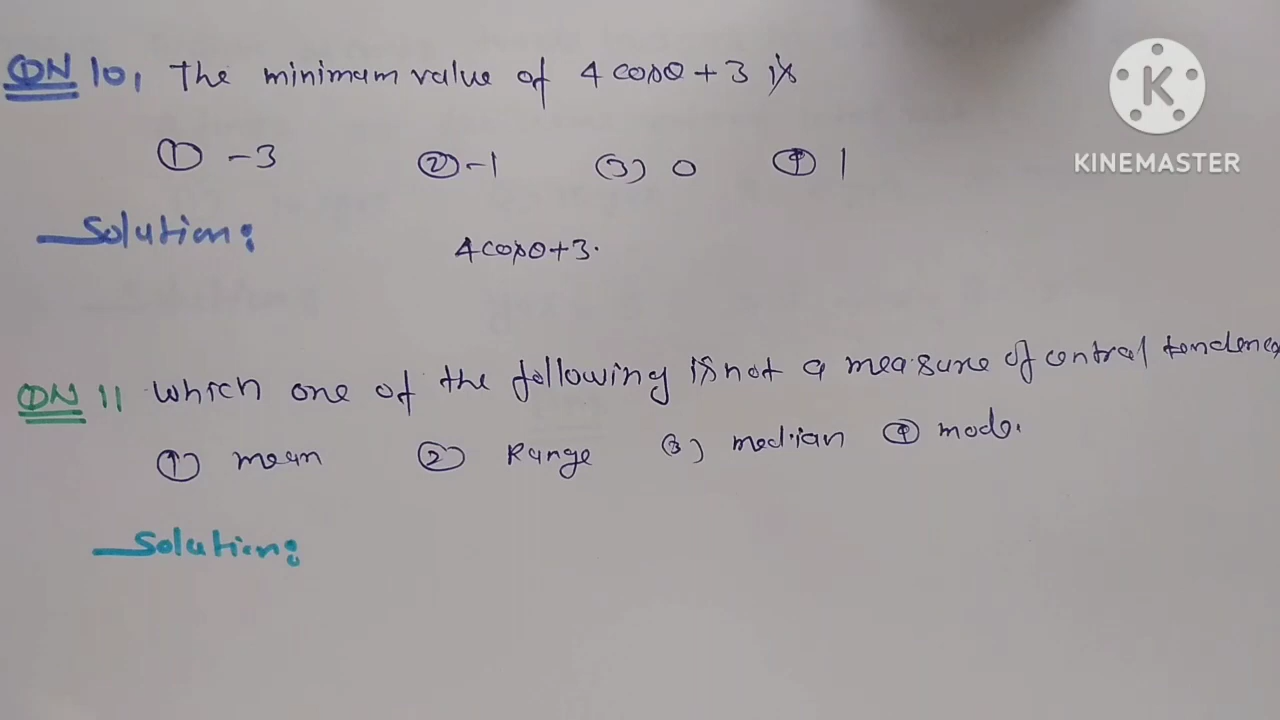 QN 10, The minimum value of 4 cosθ + 3 is
① -3 ② -1 (3) 0 ④ 1
Solution:
4cosθ+3.
QN 11 which one of the following is not a measure of central tendency
① mean ② Range (3) median ④ mode.
Solution:
K
KINEMASTER